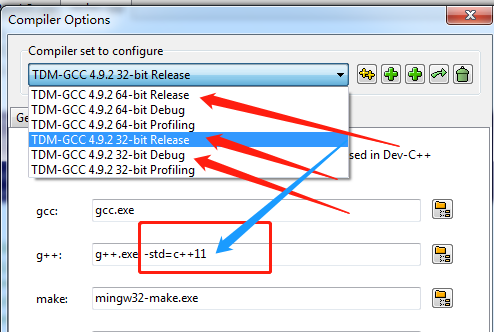 Compiler Options
Compiler set to configure
TDM-GCC 4.9.2 32-bit Release
TDM-GCC 4.9.2 64-bit Release
TDM-GCC 4.9.2 64-bit Debug
TDM-GCC 4.9.2 64-bit Profiling
TDM-GCC 4.9.2 32-bit Release
TDM-GCC 4.9.2 32-bit Debug
TDM-GCC 4.9.2 32-bit Profiling
Ge
sed in Dev-C++
gcc: gcc.exe
g++: g++.exe -std=c++11
make: mingw32-make.exe